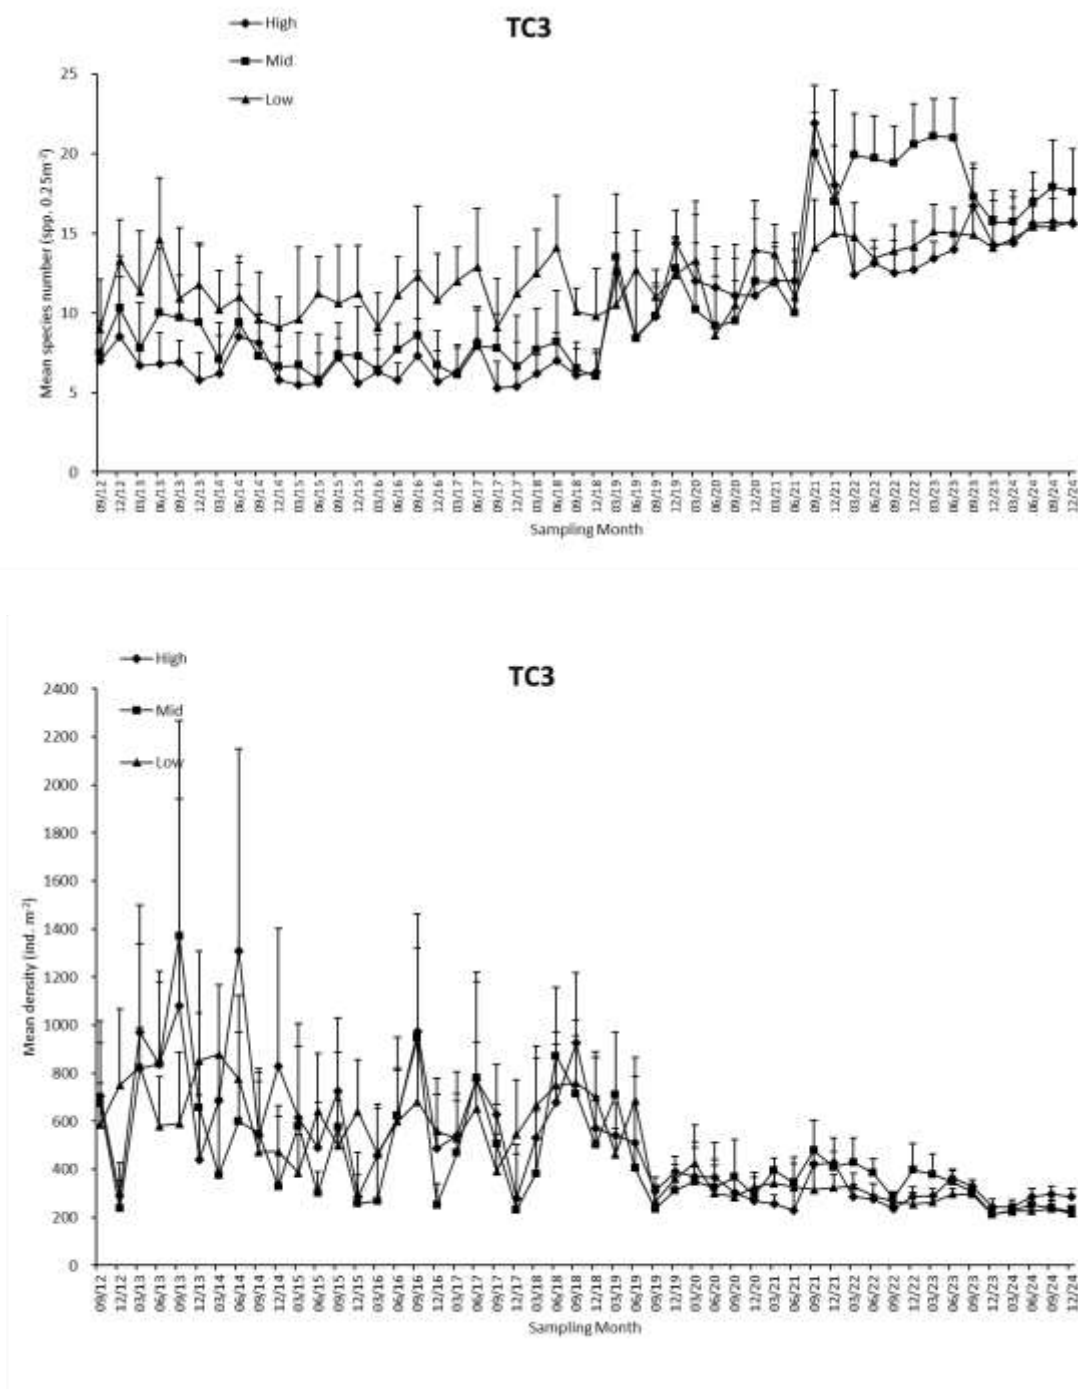 TC3
High
Mid
Low
Mean species number (spp. 0.25m⁻²)
25
20
15
10
5
0
09/12 12/12 03/13 06/13 09/13 12/13 03/14 06/14 09/14 12/14 03/15 06/15 09/15 12/15 03/16 06/16 09/16 12/16 03/17 06/17 09/17 12/17 03/18 06/18 09/18 12/18 03/19 06/19 09/19 12/19 03/20 06/20 09/20 12/20 03/21 06/21 09/21 12/21 03/22 06/22 09/22 12/22 03/23 06/23 09/23 12/23 03/24 06/24 09/24 12/24
Sampling Month
TC3
High
Mid
Low
Mean density (ind. m⁻²)
2400
2200
2000
1800
1600
1400
1200
1000
800
600
400
200
0
09/12 12/12 03/13 06/13 09/13 12/13 03/14 06/14 09/14 12/14 03/15 06/15 09/15 12/15 03/16 06/16 09/16 12/16 03/17 06/17 09/17 12/17 03/18 06/18 09/18 12/18 03/19 06/19 09/19 12/19 03/20 06/20 09/20 12/20 03/21 06/21 09/21 12/21 03/22 06/22 09/22 12/22 03/23 06/23 09/23 12/23 03/24 06/24 09/24 12/24
Sampling Month